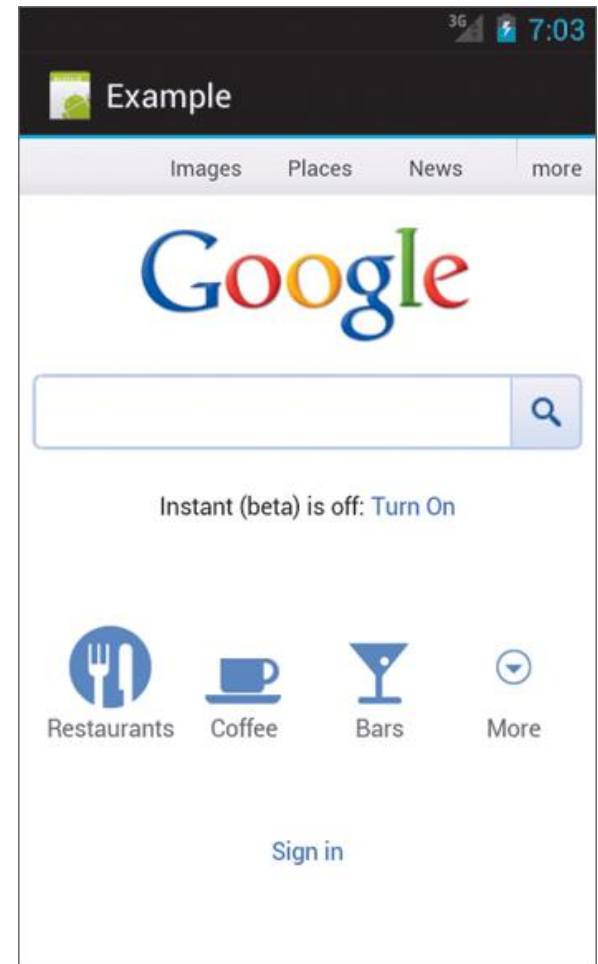 3G 7:03
Example
Images Places News more
Google
Instant (beta) is off: Turn On
Restaurants Coffee Bars More
Sign in